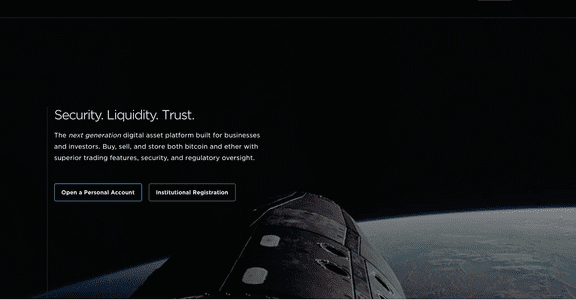 Security. Liquidity. Trust.
The next generation digital asset platform built for businesses
and investors. Buy, sell, and store both bitcoin and ether with
superior trading features, security, and regulatory oversight.
Open a Personal Account
Institutional Registration